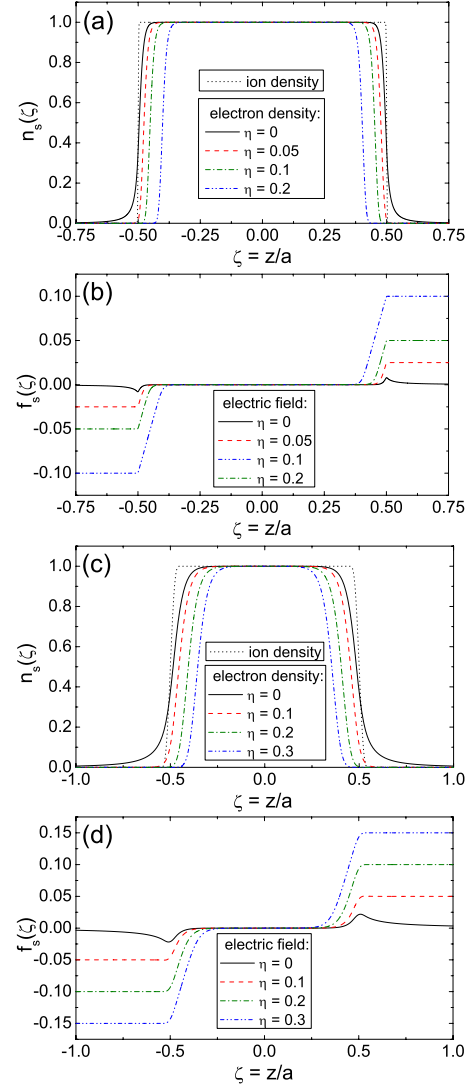 (a)
n_s(ζ)
1.0
0.8
0.6
0.4
0.2
0.0
ion density
electron density:
η = 0
η = 0.05
η = 0.1
η = 0.2
-0.75 -0.50 -0.25 0.00 0.25 0.50 0.75
ζ = z/a
(b)
f_s(ζ)
0.10
0.05
0.00
-0.05
-0.10
electric field:
η = 0
η = 0.05
η = 0.1
η = 0.2
-0.75 -0.50 -0.25 0.00 0.25 0.50 0.75
ζ = z/a
(c)
n_s(ζ)
1.0
0.8
0.6
0.4
0.2
0.0
ion density
electron density:
η = 0
η = 0.1
η = 0.2
η = 0.3
-1.0 -0.5 0.0 0.5 1.0
ζ = z/a
(d)
f_s(ζ)
0.15
0.10
0.05
0.00
-0.05
-0.10
-0.15
electric field:
η = 0
η = 0.1
η = 0.2
η = 0.3
-1.0 -0.5 0.0 0.5 1.0
ζ = z/a